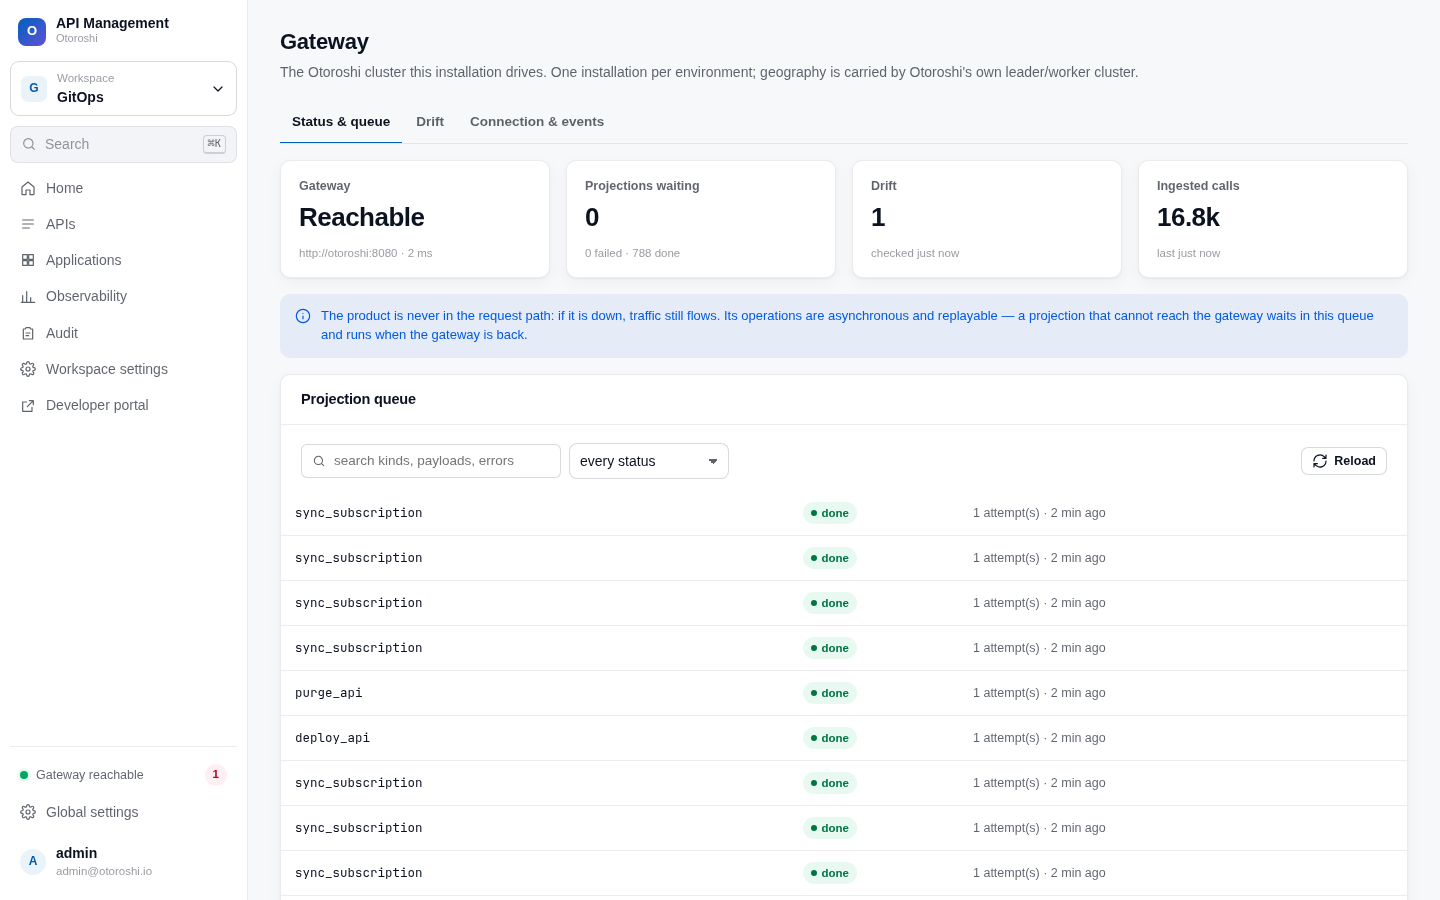 O
API Management
Otoroshi
G
Workspace
GitOps
Search
⌘K
Home
APIs
Applications
Observability
Audit
Workspace settings
Developer portal
Gateway reachable
1
Global settings
A
admin
admin@otoroshi.io
Gateway
The Otoroshi cluster this installation drives. One installation per environment; geography is carried by Otoroshi's own leader/worker cluster.
Status & queue
Drift
Connection & events
Gateway
Reachable
http://otoroshi:8080 · 2 ms
Projections waiting
0
0 failed · 788 done
Drift
1
checked just now
Ingested calls
16.8k
last just now
The product is never in the request path: if it is down, traffic still flows. Its operations are asynchronous and replayable — a projection that cannot reach the gateway waits in this queue
and runs when the gateway is back.
Projection queue
search kinds, payloads, errors
every status
Reload
sync_subscription done 1 attempt(s) · 2 min ago
sync_subscription done 1 attempt(s) · 2 min ago
sync_subscription done 1 attempt(s) · 2 min ago
sync_subscription done 1 attempt(s) · 2 min ago
purge_api done 1 attempt(s) · 2 min ago
deploy_api done 1 attempt(s) · 2 min ago
sync_subscription done 1 attempt(s) · 2 min ago
sync_subscription done 1 attempt(s) · 2 min ago
sync_subscription done 1 attempt(s) · 2 min ago